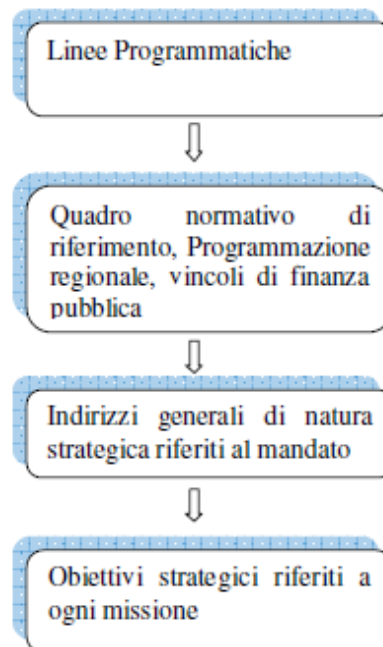 Linee Programmatiche
Quadro normativo di
riferimento, Programmazione
regionale, vincoli di finanza
pubblica
Indirizzi generali di natura
strategica riferiti al mandato
Obiettivi strategici riferiti a
ogni missione